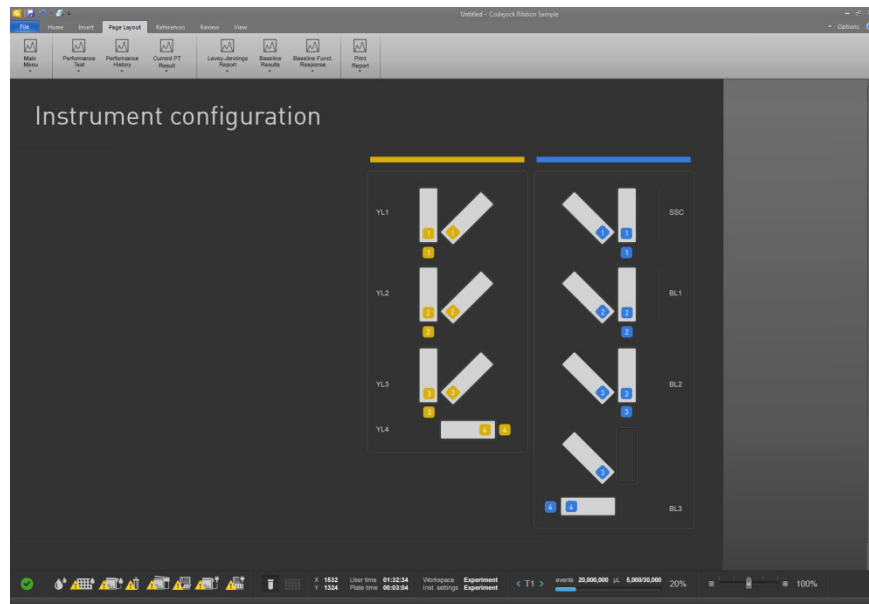 Untitled - Codejock Ribbon Sample
File Home Insert Page Layout References Review View Options
Main Menu
Performance Test
Performance History
Current PT Result
Levey-Jennings Report
Baseline Results
Baseline Funct. Response
Print Report
Instrument configuration
YL1 1 1 1 1 SSC
1 1
YL2 2 2 2 2 BL1
2 2
YL3 3 3 3 3 BL2
3 3
YL4 4 4
3
4 4 BL3
X 1532 User time 01:32:34 Workspace Experiment < T1 > events 20,000,000 µL 5,000/30,000 20% 100%
Y 1324 Plate time 00:03:04 Inst. settings Experiment